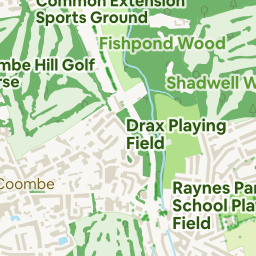 Common Extension
Sports Ground
Fishpond Wood
mbe Hill Golf
rse
Shadwell W
Drax Playing
Field
Coombe
Raynes Par
School Play
Field